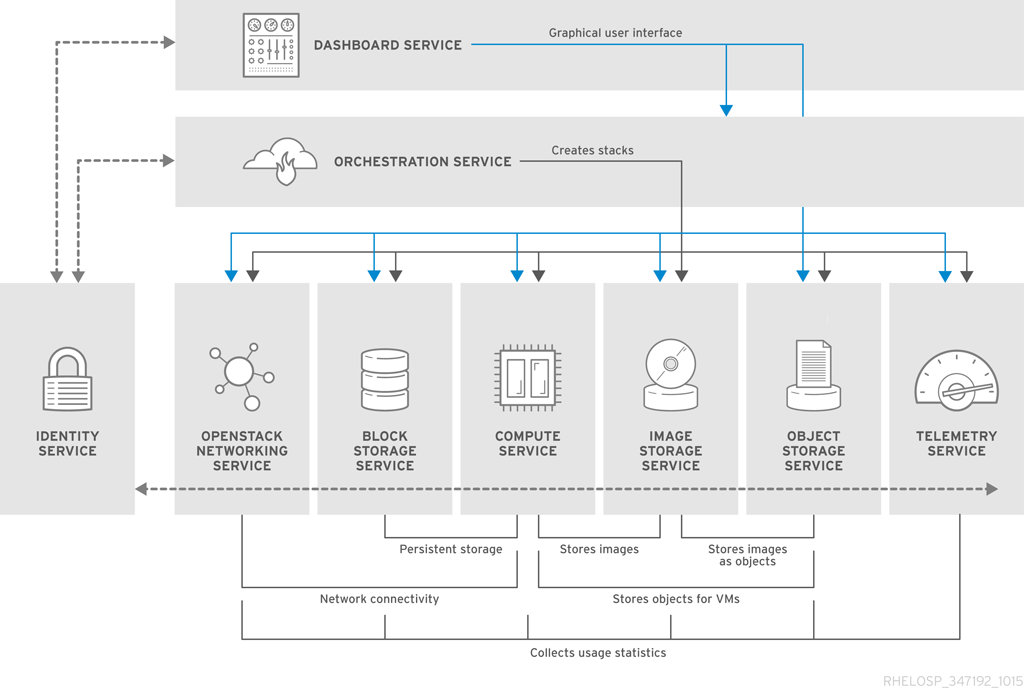 Graphical user interface
DASHBOARD SERVICE
Creates stacks
ORCHESTRATION SERVICE
IDENTITY
SERVICE
OPENSTACK
NETWORKING
SERVICE
BLOCK
STORAGE
SERVICE
COMPUTE
SERVICE
IMAGE
STORAGE
SERVICE
OBJECT
STORAGE
SERVICE
TELEMETRY
SERVICE
Persistent storage
Stores images
Stores images
as objects
Network connectivity
Stores objects for VMs
Collects usage statistics
RHELOSP_347192_1015